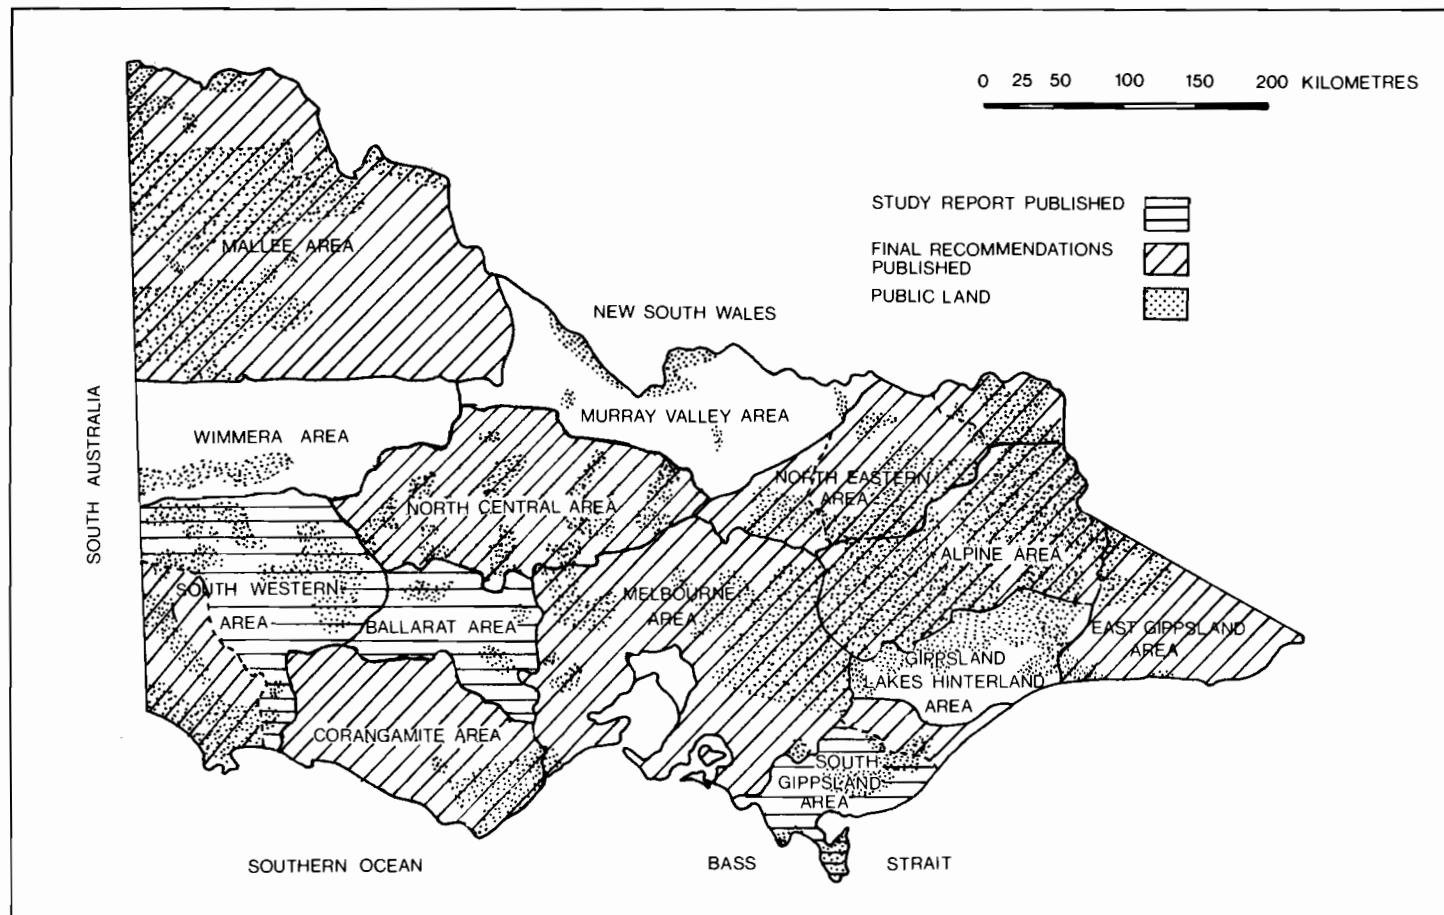 0 25 50 100 150 200 KILOMETRES
STUDY REPORT PUBLISHED
FINAL RECOMMENDATIONS
PUBLISHED
PUBLIC LAND
MALLEE AREA
NEW SOUTH WALES
SOUTH AUSTRALIA
WIMMERA AREA
MURRAY VALLEY AREA
NORTH CENTRAL AREA
NORTH EASTERN
AREA
ALPINE AREA
SOUTH WESTERN
AREA
BALLARAT AREA
MELBOURNE
AREA
EAST GIPPSLAND
AREA
GIPPSLAND
LAKES HINTERLAND
AREA
CORANGAMITE AREA
SOUTH
GIPPSLAND
AREA
SOUTHERN OCEAN
BASS STRAIT